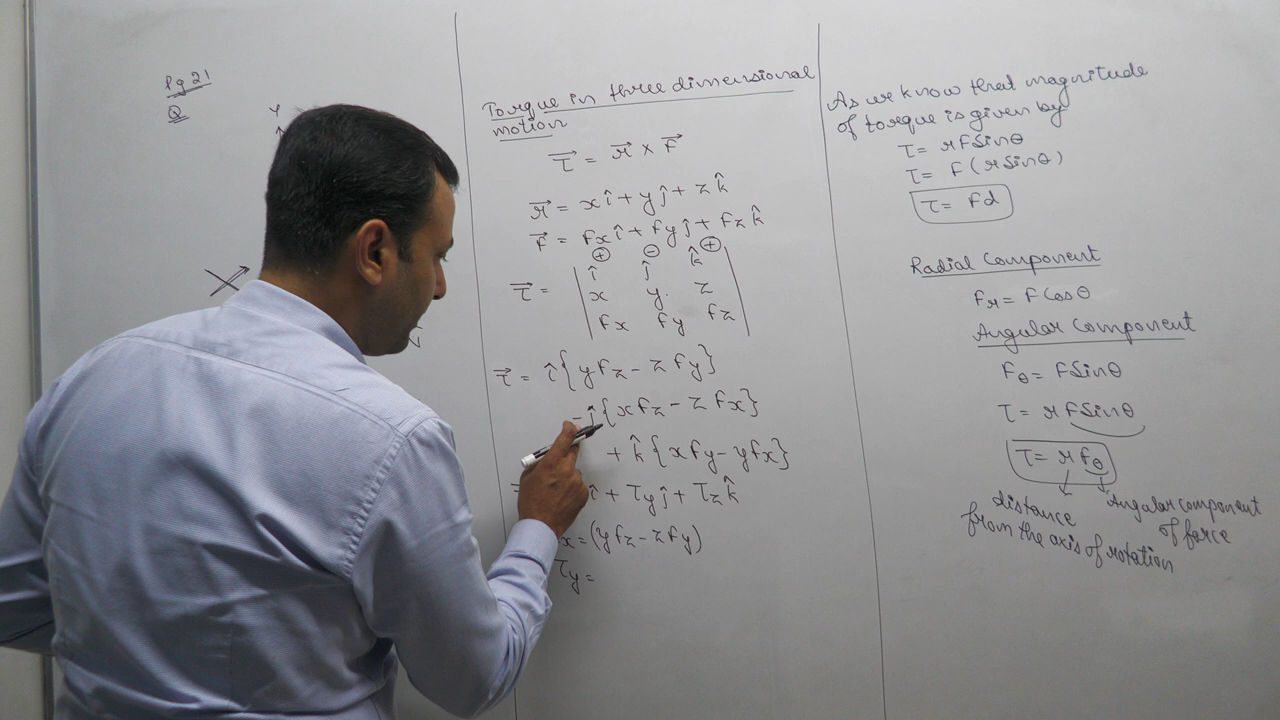 Pg 21
Q
Y
Torque in three dimensional
motion
τ⃗ = r⃗ × F⃗
r⃗ = xî + yĵ + zk̂
F⃗ = fxî + fyĵ + fzk̂
⊕ ⊖ ⊕
τ⃗ = | î ĵ k̂ |
| x y z |
| fx fy fz |
τ⃗ = î{yfz - zfy}
-ĵ{xfz - zfx}
+ k̂{xfy - yfx}
î + τyĵ + τzk̂
x = (yfz - zfy)
τy =
As we know that magnitude
of torque is given by
τ = rFsinθ
τ = F(rsinθ)
τ = Fd
Radial Component
Fr = FCosθ
Angular Component
Fθ = FSinθ
τ = rFsinθ
τ = rfθ
distance
from the axis of rotation
Angular component
of force